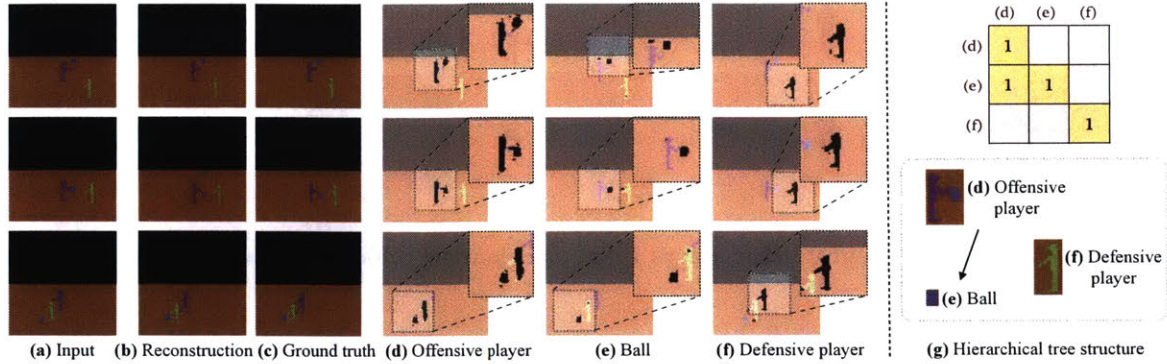 (d) (e) (f)
(d) 1
(e) 1 1
(f) 1
(d) Offensive
player
(f) Defensive
player
(e) Ball
(a) Input (b) Reconstruction (c) Ground truth (d) Offensive player (e) Ball (f) Defensive player (g) Hierarchical tree structure